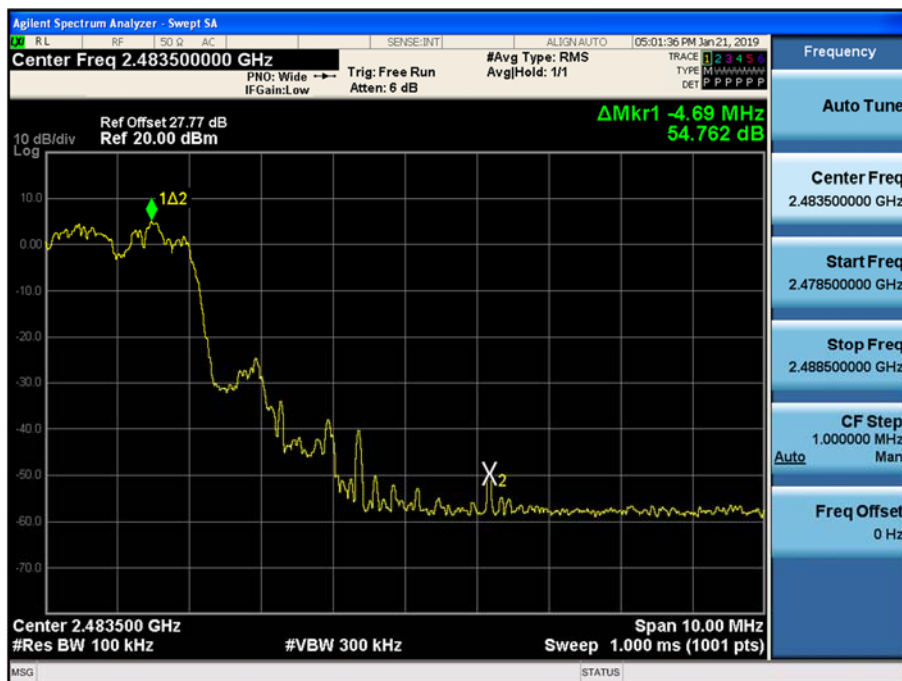 Agilent Spectrum Analyzer - Swept SA
LXI RL RF 50 Ω AC SENSE:INT ALIGN AUTO 05:01:36 PM Jan 21, 2019
Center Freq 2.483500000 GHz
PNO: Wide
IFGain:Low
Trig: Free Run
Atten: 6 dB
#Avg Type: RMS
Avg|Hold: 1/1
TRACE 1 2 3 4 5 6
TYPE M W W W W W
DET P P P P P P
ΔMkr1 -4.69 MHz
54.762 dB
Ref Offset 27.77 dB
10 dB/div Ref 20.00 dBm
Log
10.0
0.00
-10.0
-20.0
-30.0
-40.0
-50.0
-60.0
-70.0
1Δ2
X2
Center 2.483500 GHz Span 10.00 MHz
#Res BW 100 kHz #VBW 300 kHz Sweep 1.000 ms (1001 pts)
MSG STATUS
Frequency
Auto Tune
Center Freq
2.483500000 GHz
Start Freq
2.478500000 GHz
Stop Freq
2.488500000 GHz
CF Step
1.000000 MHz
Auto Man
Freq Offset
0 Hz